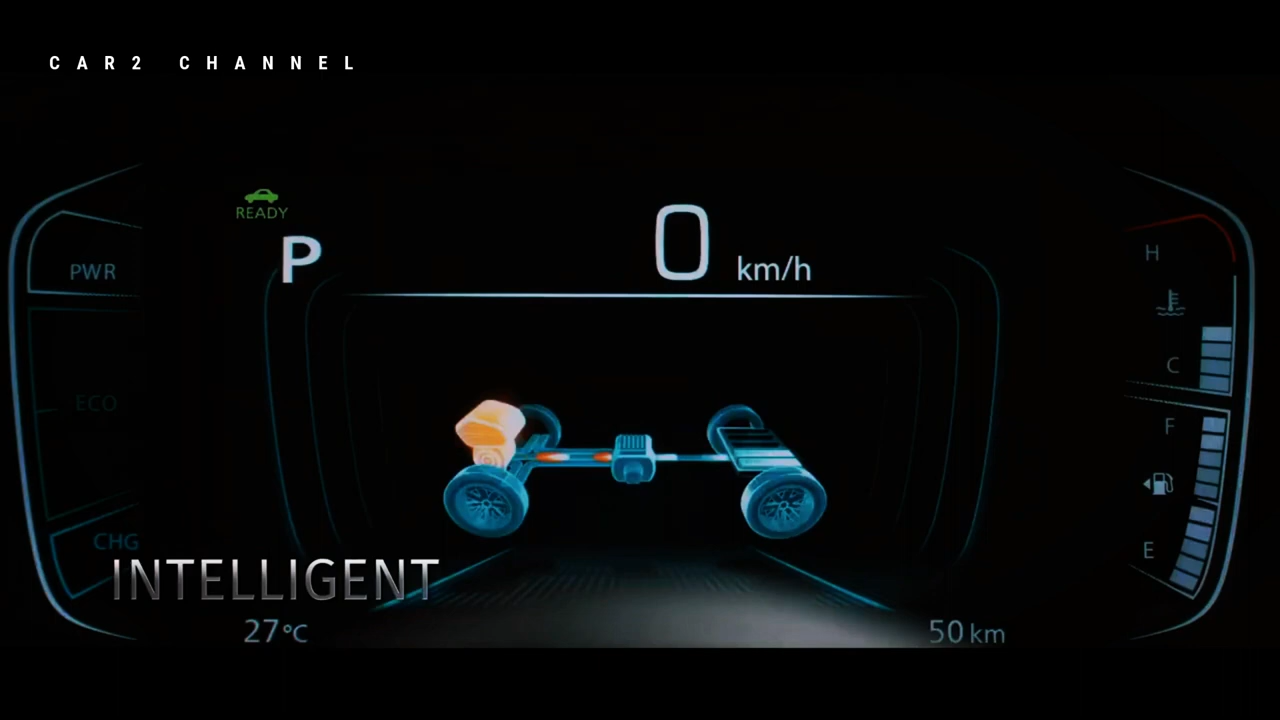 CAR2 CHANNEL
READY
P
0 km/h
PWR
ECO
CHG
H
C
F
E
INTELLIGENT
27°C
50 km